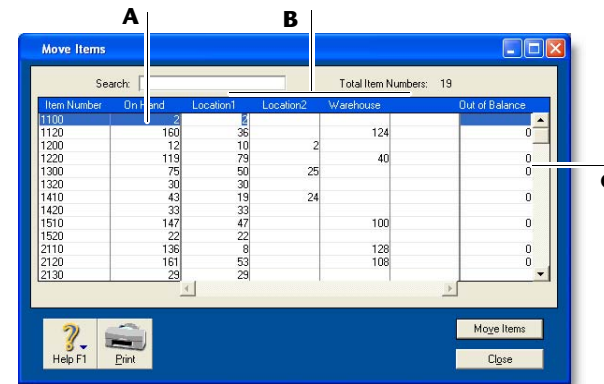 A B
Move Items
Search: Total Item Numbers: 19
Item Number On Hand Location1 Location2 Warehouse Out of Balance
1100 2 2
1120 160 36 124 0
1200 12 10 2
1220 119 79 40 0
1300 75 50 25 0
1320 30 30
1410 43 19 24 0
1420 33 33
1510 147 47 100 0
1520 22 22
2110 136 8 128 0
2120 161 53 108 0
2130 29 29
Move Items
Help F1 Print Close